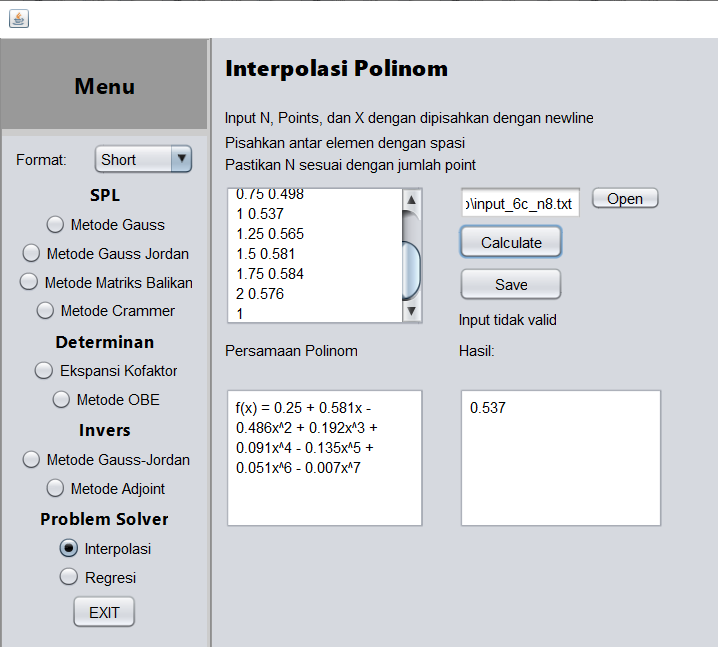 Menu
Format:
Short
SPL
Metode Gauss
Metode Gauss Jordan
Metode Matriks Balikan
Metode Crammer
Determinan
Ekspansi Kofaktor
Metode OBE
Invers
Metode Gauss-Jordan
Metode Adjoint
Problem Solver
Interpolasi
Regresi
EXIT
Interpolasi Polinom
Input N, Points, dan X dengan dipisahkan dengan newline
Pisahkan antar elemen dengan spasi
Pastikan N sesuai dengan jumlah point
0.75 0.498
1 0.537
1.25 0.565
1.5 0.581
1.75 0.584
2 0.576
1
\input_6c_n8.txt
Open
Calculate
Save
Input tidak valid
Persamaan Polinom
f(x) = 0.25 + 0.581x -
0.486x^2 + 0.192x^3 +
0.091x^4 - 0.135x^5 +
0.051x^6 - 0.007x^7
Hasil:
0.537